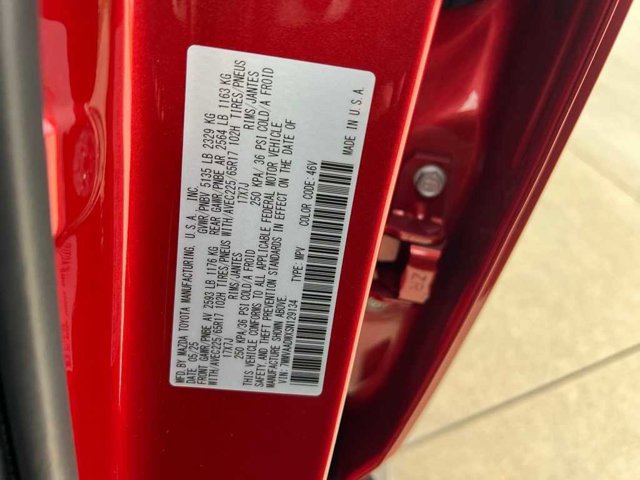 MFD BY MAZDA TOYOTA MANUFACTURING, U.S.A. INC.
DATE 05/25 GVWR/PNBV 5135 LB 2329 KG
FRONT GAWR/PNBE AV 2593 LB 1176 KG REAR GAWR/PNBE AR 2564 LB 1163 KG
WITH/AVEC225/65R17 102H TIRES/PNEUS WITH/AVEC225/65R17 102H TIRES/PNEUS
17X7J RIMS/JANTES 17X7J RIMS/JANTES
250 KPA/36 PSI COLD/A FROID 250 KPA/36 PSI COLD/A FROID
THIS VEHICLE CONFORMS TO ALL APPLICABLE FEDERAL MOTOR VEHICLE
SAFETY AND THEFT PREVENTION STANDARDS IN EFFECT ON THE DATE OF
MANUFACTURE SHOWN ABOVE.
VIN: TYPE: MPV COLOR CODE: 46V
MADE IN U.S.A.